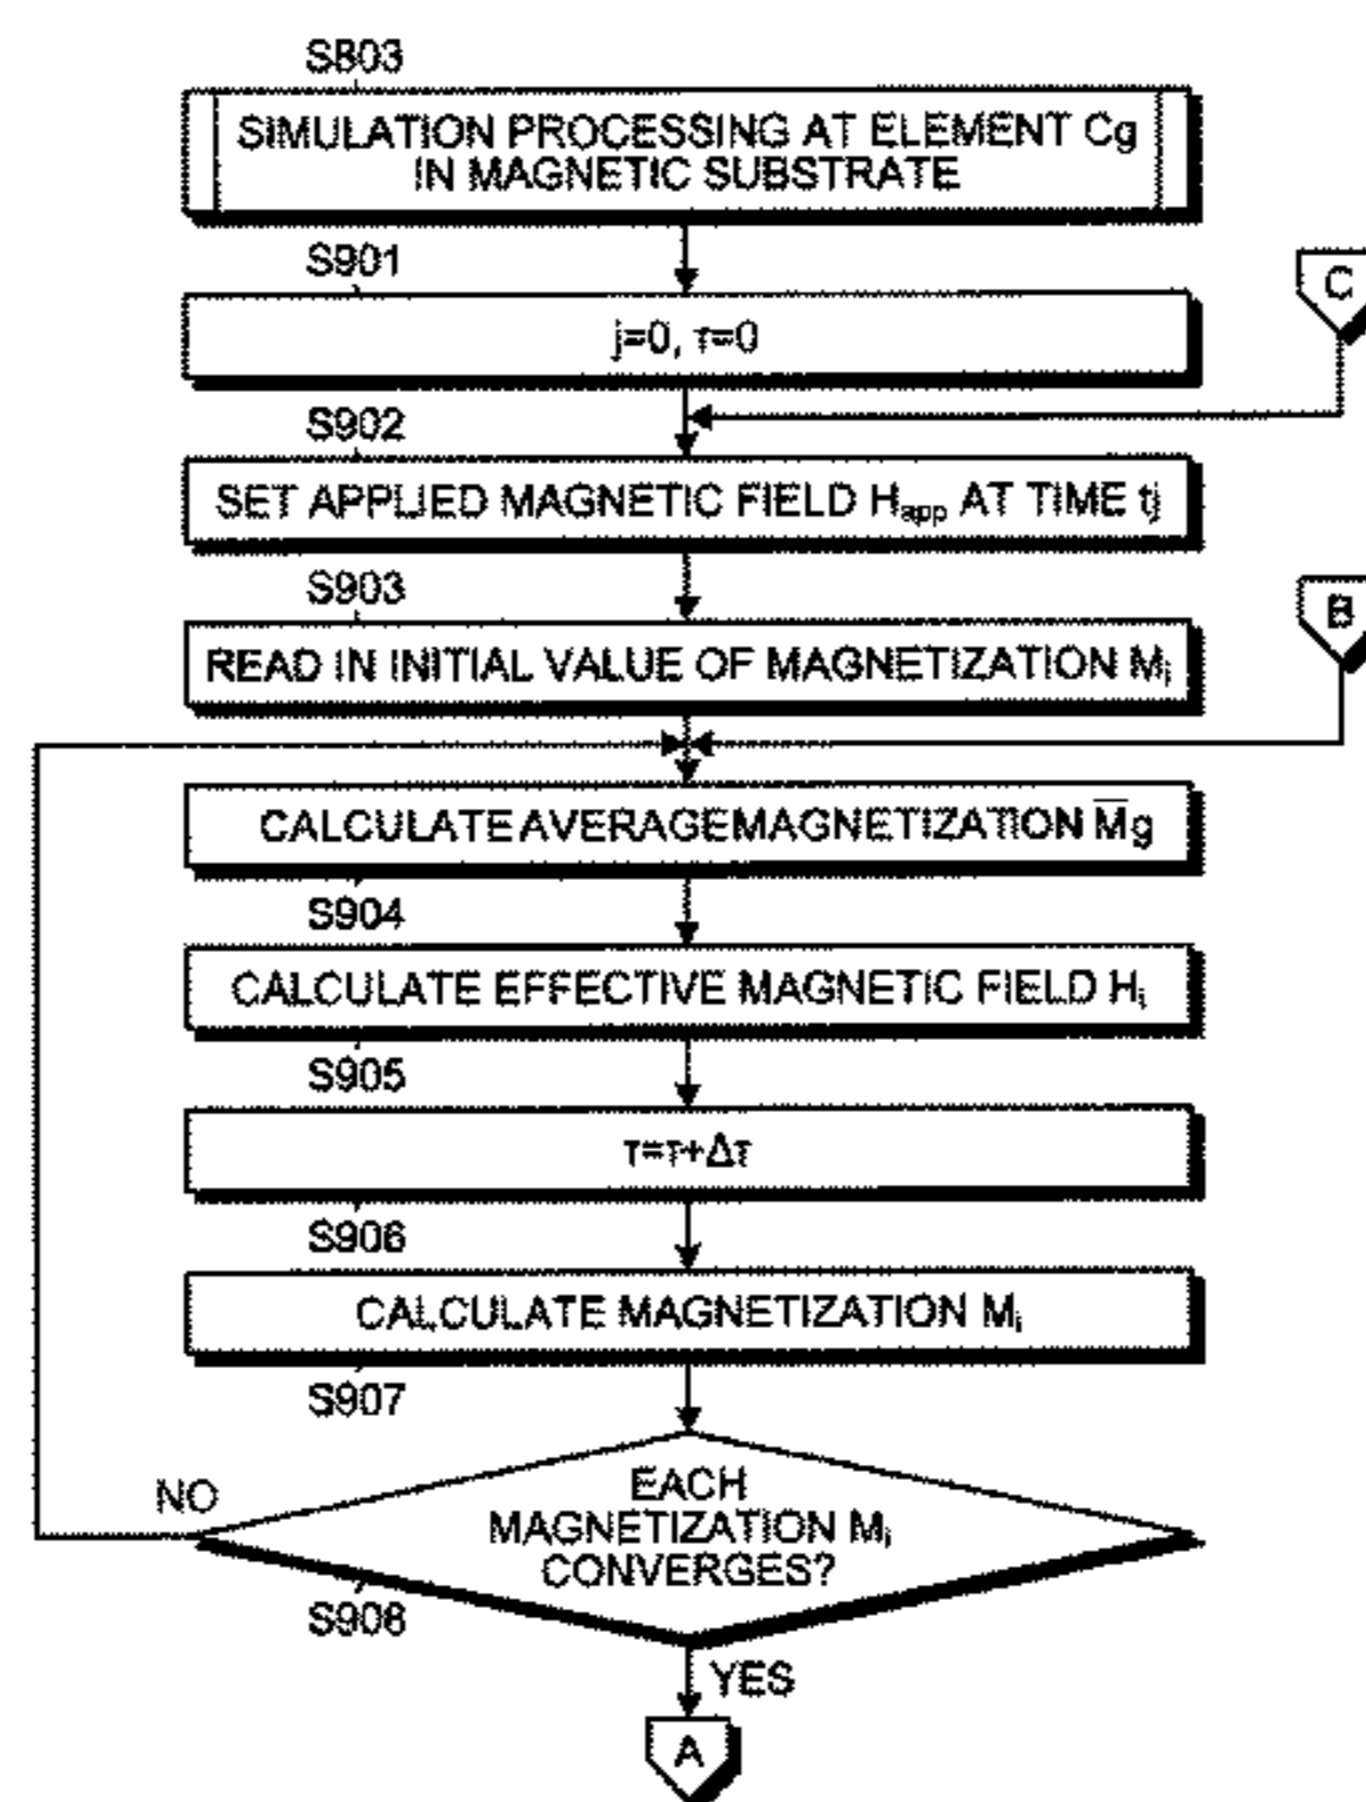 S803
SIMULATION PROCESSING AT ELEMENT Cg
IN MAGNETIC SUBSTRATE
S901
j=0, τ=0
C
S902
SET APPLIED MAGNETIC FIELD Happ AT TIME tj
S903
READ IN INITIAL VALUE OF MAGNETIZATION Mi
B
CALCULATE AVERAGE MAGNETIZATION M̅g
S904
CALCULATE EFFECTIVE MAGNETIC FIELD Hi
S905
τ=τ+Δτ
S906
CALCULATE MAGNETIZATION Mi
S907
EACH
NO
MAGNETIZATION Mi
CONVERGES?
S908
YES
A